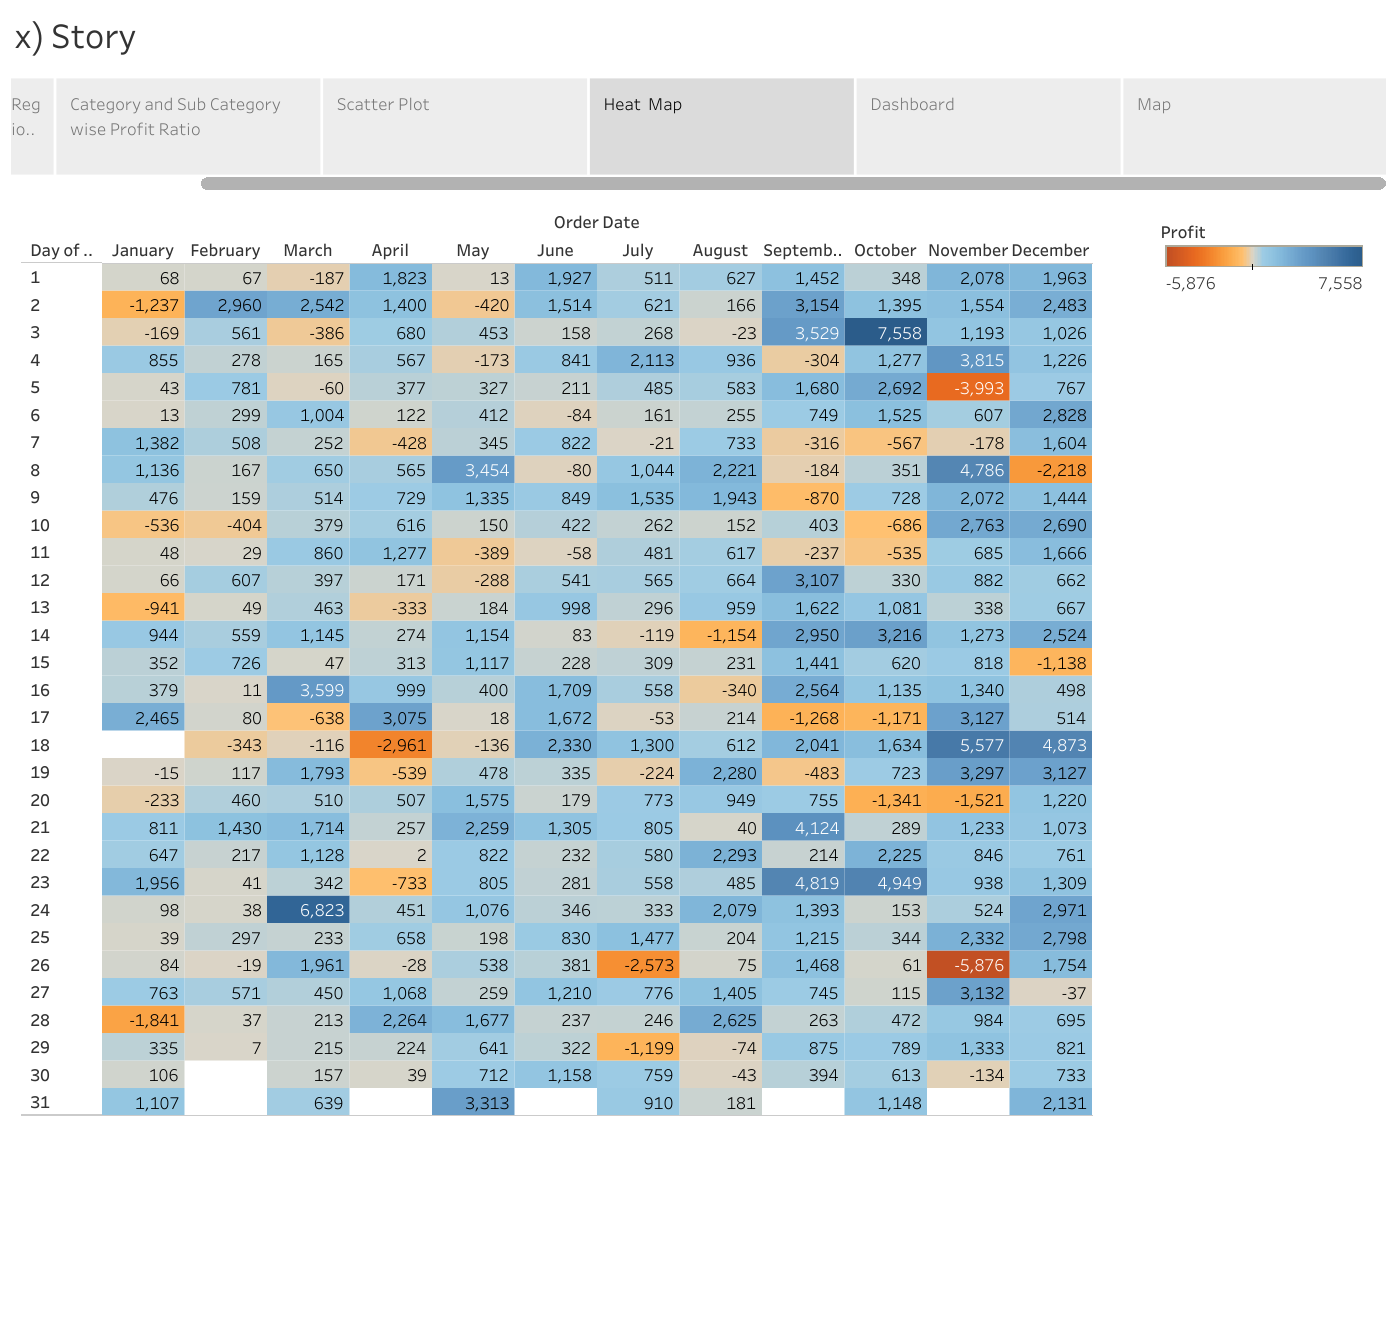 x) Story
Reg
io..
Category and Sub Category
wise Profit Ratio
Scatter Plot
Heat Map
Dashboard
Map
Order Date
Day of .. January February March April May June July August Septemb.. October November December
1 68 67 -187 1,823 13 1,927 511 627 1,452 348 2,078 1,963
2 -1,237 2,960 2,542 1,400 -420 1,514 621 166 3,154 1,395 1,554 2,483
3 -169 561 -386 680 453 158 268 -23 3,529 7,558 1,193 1,026
4 855 278 165 567 -173 841 2,113 936 -304 1,277 3,815 1,226
5 43 781 -60 377 327 211 485 583 1,680 2,692 -3,993 767
6 13 299 1,004 122 412 -84 161 255 749 1,525 607 2,828
7 1,382 508 252 -428 345 822 -21 733 -316 -567 -178 1,604
8 1,136 167 650 565 3,454 -80 1,044 2,221 -184 351 4,786 -2,218
9 476 159 514 729 1,335 849 1,535 1,943 -870 728 2,072 1,444
10 -536 -404 379 616 150 422 262 152 403 -686 2,763 2,690
11 48 29 860 1,277 -389 -58 481 617 -237 -535 685 1,666
12 66 607 397 171 -288 541 565 664 3,107 330 882 662
13 -941 49 463 -333 184 998 296 959 1,622 1,081 338 667
14 944 559 1,145 274 1,154 83 -119 -1,154 2,950 3,216 1,273 2,524
15 352 726 47 313 1,117 228 309 231 1,441 620 818 -1,138
16 379 11 3,599 999 400 1,709 558 -340 2,564 1,135 1,340 498
17 2,465 80 -638 3,075 18 1,672 -53 214 -1,268 -1,171 3,127 514
18 -343 -116 -2,961 -136 2,330 1,300 612 2,041 1,634 5,577 4,873
19 -15 117 1,793 -539 478 335 -224 2,280 -483 723 3,297 3,127
20 -233 460 510 507 1,575 179 773 949 755 -1,341 -1,521 1,220
21 811 1,430 1,714 257 2,259 1,305 805 40 4,124 289 1,233 1,073
22 647 217 1,128 2 822 232 580 2,293 214 2,225 846 761
23 1,956 41 342 -733 805 281 558 485 4,819 4,949 938 1,309
24 98 38 6,823 451 1,076 346 333 2,079 1,393 153 524 2,971
25 39 297 233 658 198 830 1,477 204 1,215 344 2,332 2,798
26 84 -19 1,961 -28 538 381 -2,573 75 1,468 61 -5,876 1,754
27 763 571 450 1,068 259 1,210 776 1,405 745 115 3,132 -37
28 -1,841 37 213 2,264 1,677 237 246 2,625 263 472 984 695
29 335 7 215 224 641 322 -1,199 -74 875 789 1,333 821
30 106 157 39 712 1,158 759 -43 394 613 -134 733
31 1,107 639 3,313 910 181 1,148 2,131
Profit
-5,876 7,558